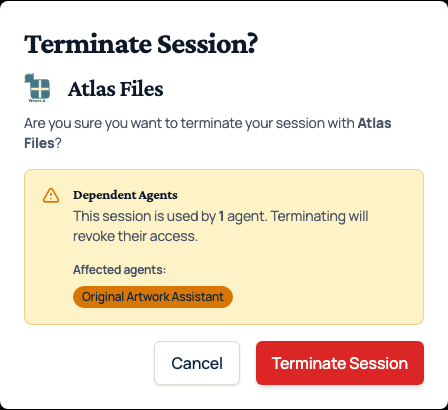 Terminate Session?
Atlas Files
Are you sure you want to terminate your session with Atlas
Files?
Dependent Agents
This session is used by 1 agent. Terminating will
revoke their access.
Affected agents:
Original Artwork Assistant
Cancel
Terminate Session